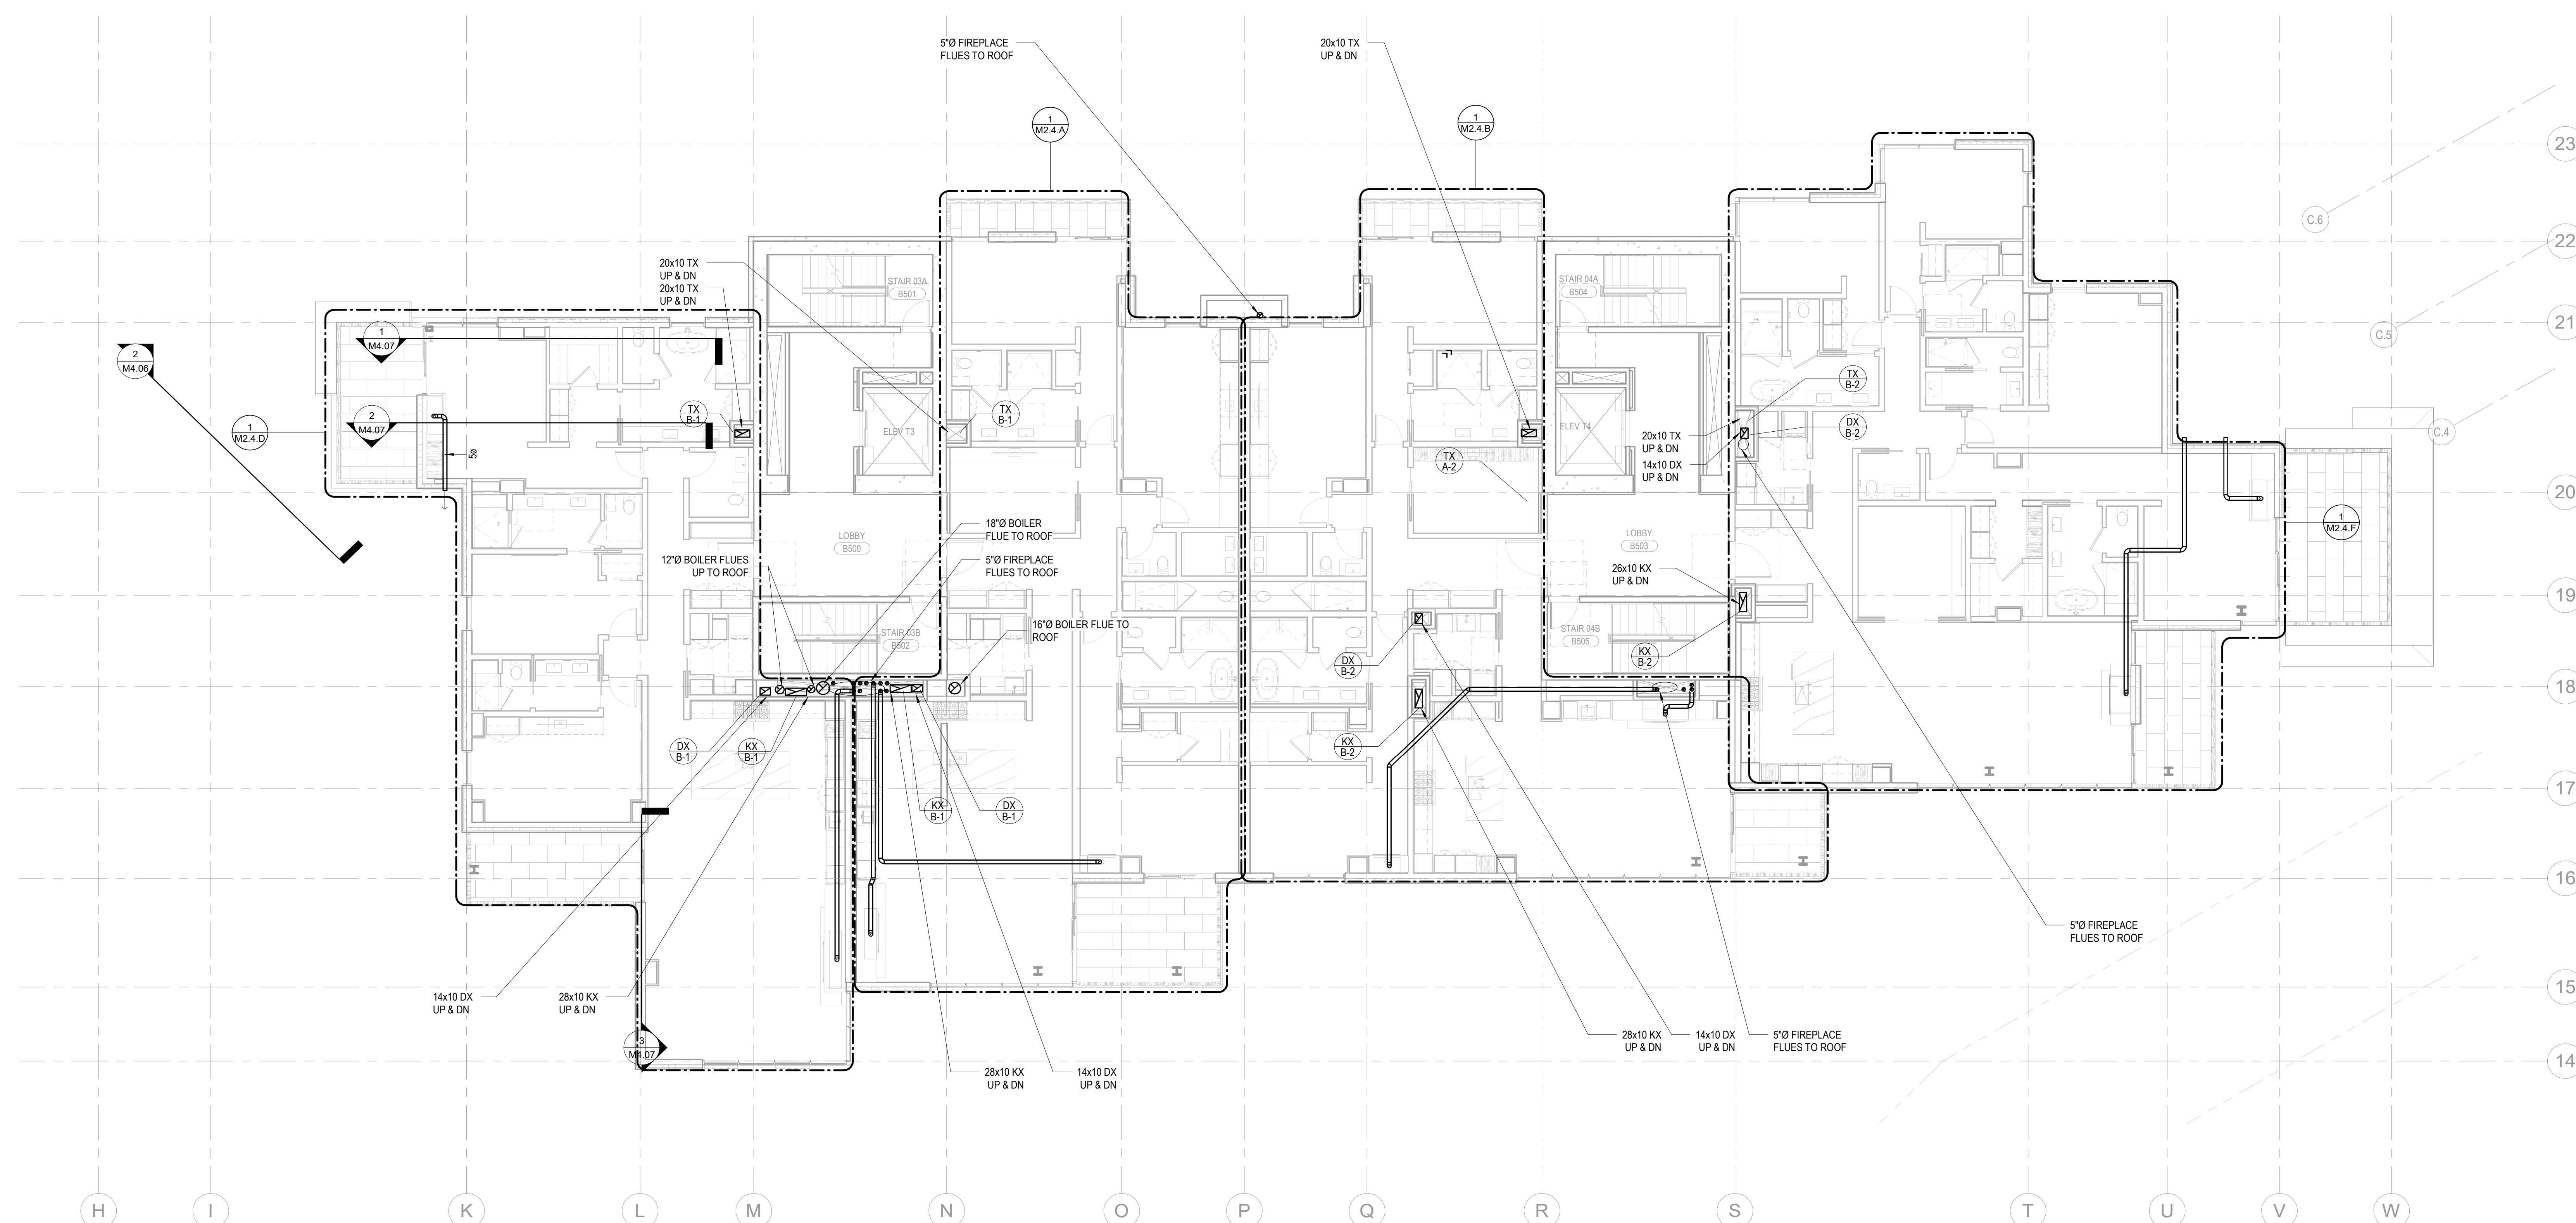 5"Ø FIREPLACE
FLUES TO ROOF
20x10 TX
UP & DN
1
M2.4.A
1
M2.4.B
23
C.6
22
20x10 TX
UP & DN
20x10 TX
UP & DN
STAIR 03A
B501
STAIR 04A
B504
21
C.5
1
M4.07
2
M4.06
2
M4.07
1
M2.4.D
TX
B-1
ELEV T3
TX
B-1
ELEV T4
TX
B-2
DX
B-2
20x10 TX
UP & DN
14x10 DX
UP & DN
C.4
5Ø
TX
A-2
20
1
M2.4.F
18"Ø BOILER
FLUE TO ROOF
LOBBY
B500
LOBBY
B503
12"Ø BOILER FLUES
UP TO ROOF
5"Ø FIREPLACE
FLUES TO ROOF
26x10 KX
UP & DN
19
STAIR 03B
B502
16"Ø BOILER FLUE TO
ROOF
STAIR 04B
B505
DX
B-2
KX
B-2
18
DX
B-1
KX
B-1
KX
B-2
17
KX
B-1
DX
B-1
16
5"Ø FIREPLACE
FLUES TO ROOF
14x10 DX
UP & DN
28x10 KX
UP & DN
15
3
M4.07
28x10 KX
UP & DN
14x10 DX
UP & DN
5"Ø FIREPLACE
FLUES TO ROOF
14
28x10 KX
UP & DN
14x10 DX
UP & DN
H
I
K
L
M
N
O
P
Q
R
S
T
U
V
W